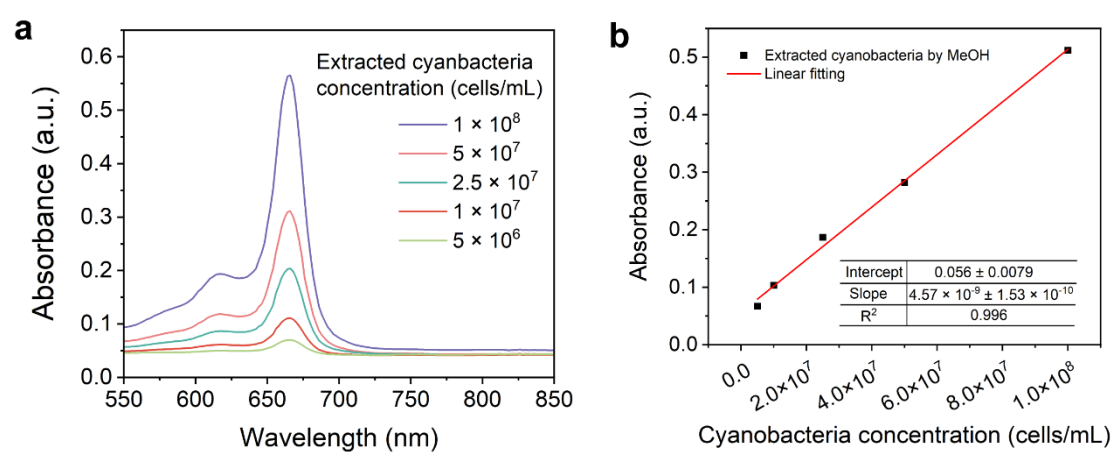 a
Absorbance (a.u.)
0.6
0.5
0.4
0.3
0.2
0.1
0.0
550
600
650
700
750
800
850
Wavelength (nm)
Extracted cyanbacteria
concentration (cells/mL)
1 × 10⁸
5 × 10⁷
2.5 × 10⁷
1 × 10⁷
5 × 10⁶
b
Absorbance (a.u.)
0.5
0.4
0.3
0.2
0.1
0.0
Extracted cyanobacteria by MeOH
Linear fitting
Intercept 0.056 ± 0.0079
Slope 4.57 × 10⁻⁹ ± 1.53 × 10⁻¹⁰
R² 0.996
0.0
2.0×10⁷
4.0×10⁷
6.0×10⁷
8.0×10⁷
1.0×10⁸
Cyanobacteria concentration (cells/mL)